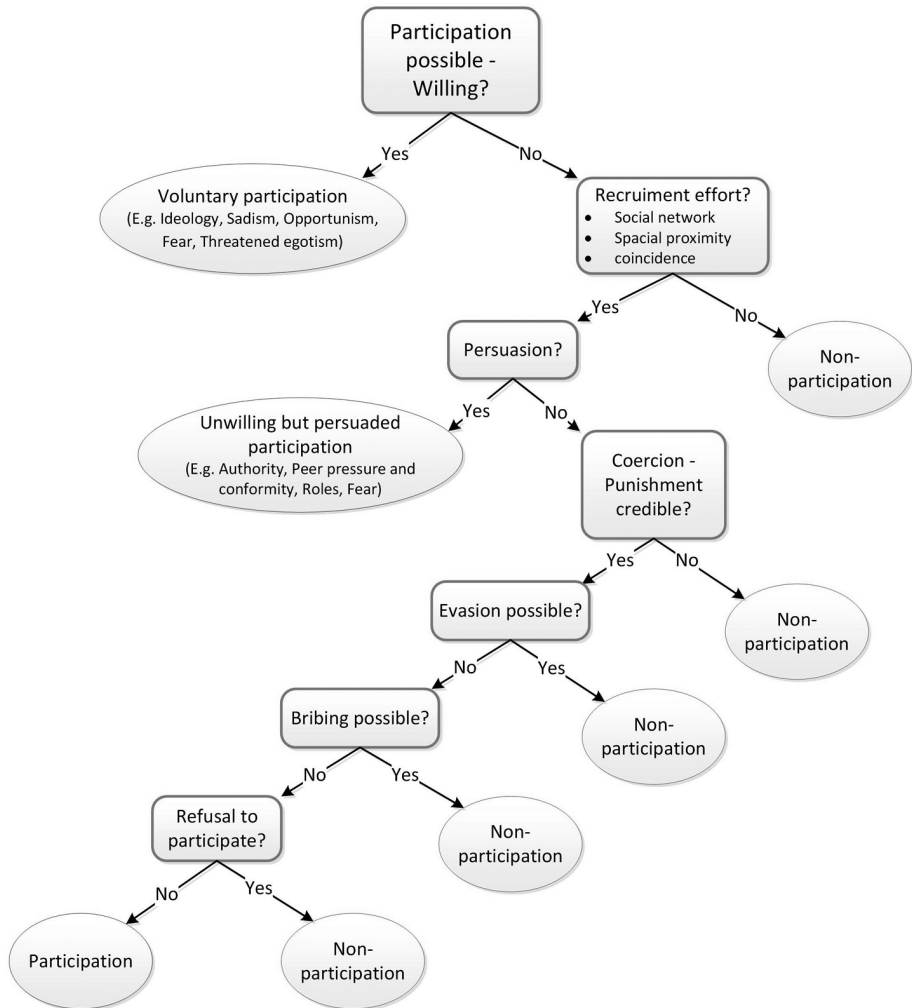 Participation
possible -
Willing?
Yes
No
Voluntary participation
(E.g. Ideology, Sadism, Opportunism,
Fear, Threatened egotism)
Recruiment effort?
• Social network
• Spacial proximity
• coincidence
Yes
No
Persuasion?
Non-
participation
Yes
No
Unwilling but persuaded
participation
(E.g. Authority, Peer pressure and
conformity, Roles, Fear)
Coercion -
Punishment
credible?
Yes
No
Evasion possible?
Non-
participation
No
Yes
Bribing possible?
Non-
participation
No
Yes
Refusal to
participate?
Non-
participation
No
Yes
Participation
Non-
participation